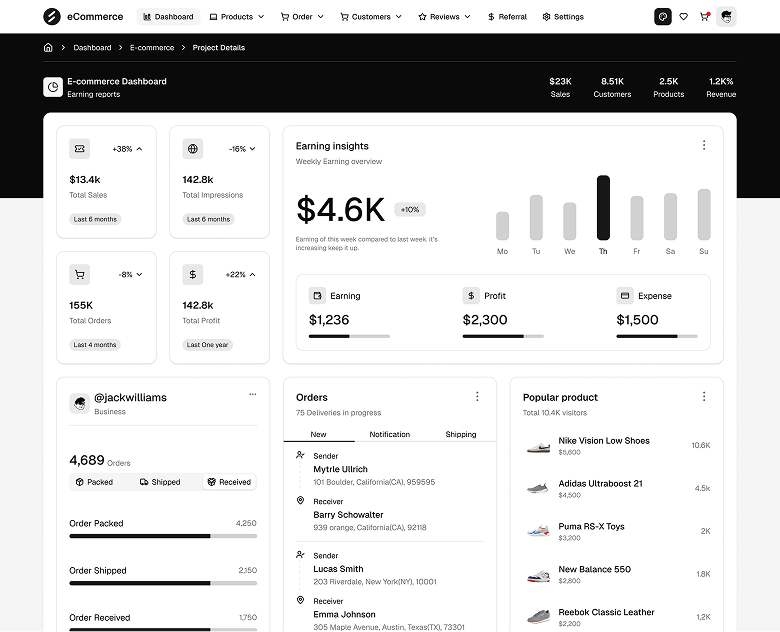 eCommerce Dashboard Products Order Customers Reviews Referral Settings
Dashboard E-commerce Project Details
E-commerce Dashboard
Earning reports
$23K 8.51K 2.5K 1.2K%
Sales Customers Products Revenue
+38%
$13.4k
Total Sales
Last 6 months
-16%
142.8k
Total Impressions
Last 6 months
-8%
155K
Total Orders
Last 4 months
+22%
142.8k
Total Profit
Last One year
Earning insights
Weekly Earning overview
$4.6K +10%
Earning of this week compared to last week. it's
increasing keep it up.
Mo Tu We Th Fr Sa Su
Earning
$1,236
Profit
$2,300
Expense
$1,500
@jackwilliams
Business
4,689 Orders
Packed Shipped Received
Order Packed 4,250
Order Shipped 2,150
Order Received 1,750
Orders
75 Deliveries in progress
New Notification Shipping
Sender
Myrtle Ullrich
101 Boulder, California(CA), 959595
Receiver
Barry Schowalter
939 orange, California(CA), 92118
Sender
Lucas Smith
203 Riverdale, New York(NY), 10001
Receiver
Emma Johnson
305 Maple Avenue, Austin, Texas(TX), 73301
Popular product
Total 10.4K visitors
Nike Vision Low Shoes 10.6K
$5,600
Adidas Ultraboost 21 4.5k
$4,500
Puma RS-X Toys 2K
$3,200
New Balance 550 1.8K
$2,800
Reebok Classic Leather 1,2K
$2,200